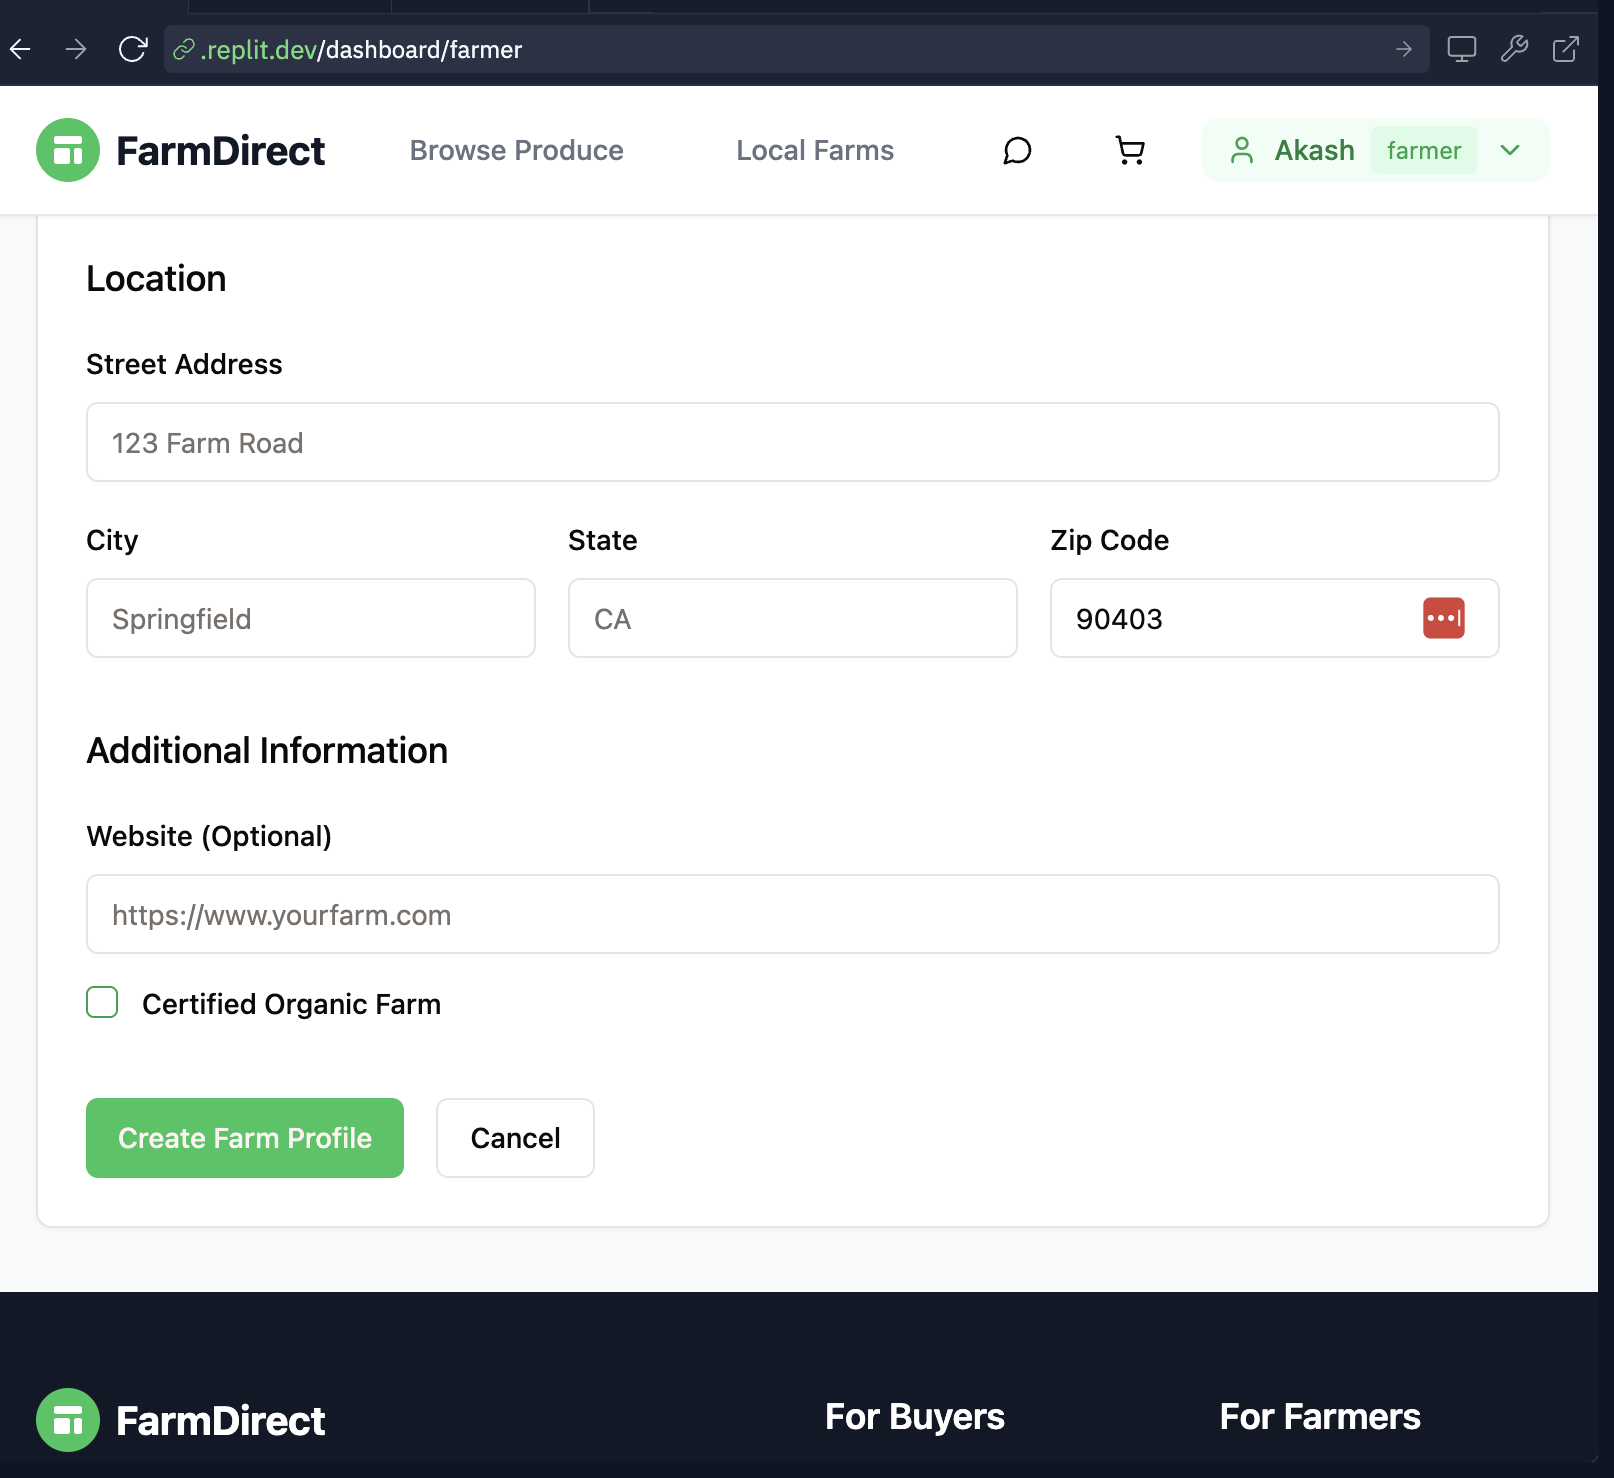 .replit.dev/dashboard/farmer
FarmDirect
Browse Produce
Local Farms
Akash
farmer
Location
Street Address
123 Farm Road
City
State
Zip Code
Springfield
CA
90403
Additional Information
Website (Optional)
https://www.yourfarm.com
Certified Organic Farm
Create Farm Profile
Cancel
FarmDirect
For Buyers
For Farmers